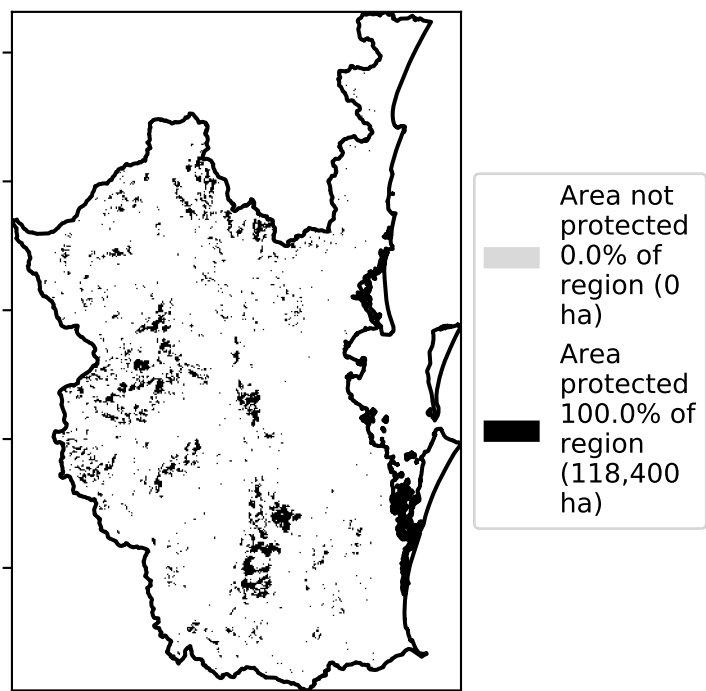 Area not
protected
0.0% of
region (0
ha)
Area
protected
100.0% of
region
(118,400
ha)